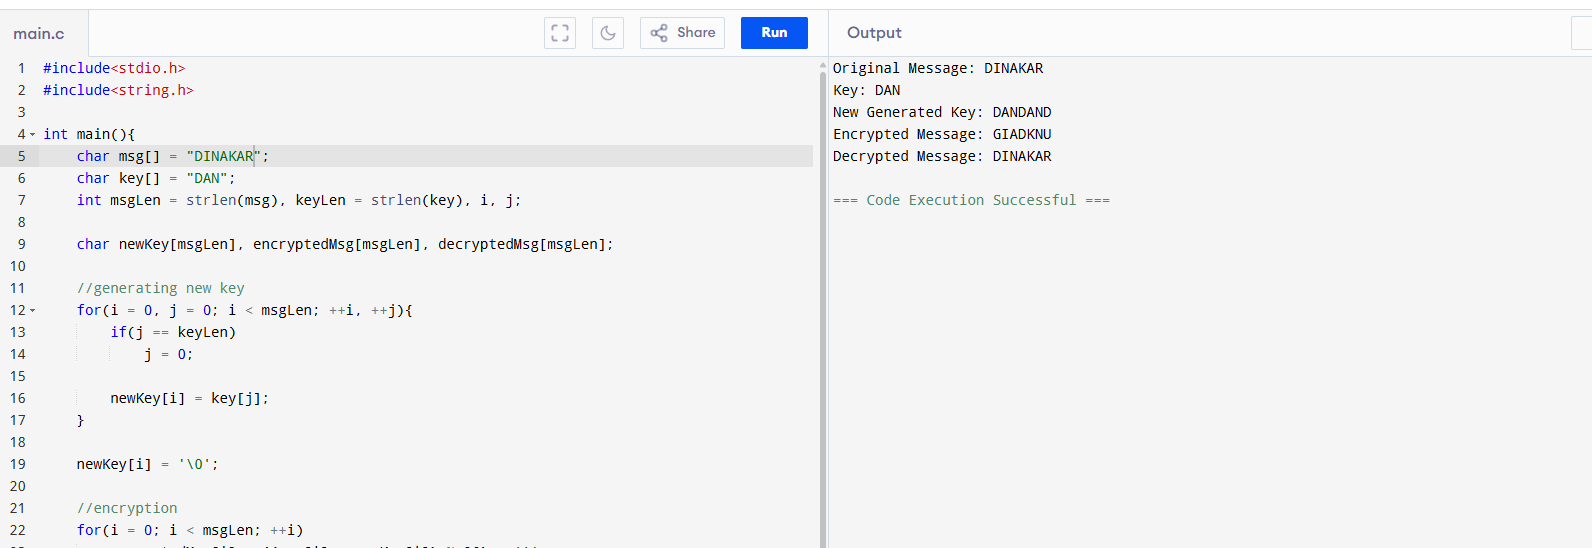 main.c
Share
Run
Output
1 #include<stdio.h>
2 #include<string.h>
3
4 int main(){
5 char msg[] = "DINAKAR";
6 char key[] = "DAN";
7 int msgLen = strlen(msg), keyLen = strlen(key), i, j;
8
9 char newKey[msgLen], encryptedMsg[msgLen], decryptedMsg[msgLen];
10
11 //generating new key
12 for(i = 0, j = 0; i < msgLen; ++i, ++j){
13 if(j == keyLen)
14 j = 0;
15
16 newKey[i] = key[j];
17 }
18
19 newKey[i] = '\0';
20
21 //encryption
22 for(i = 0; i < msgLen; ++i)
Original Message: DINAKAR
Key: DAN
New Generated Key: DANDAND
Encrypted Message: GIADKNU
Decrypted Message: DINAKAR
=== Code Execution Successful ===